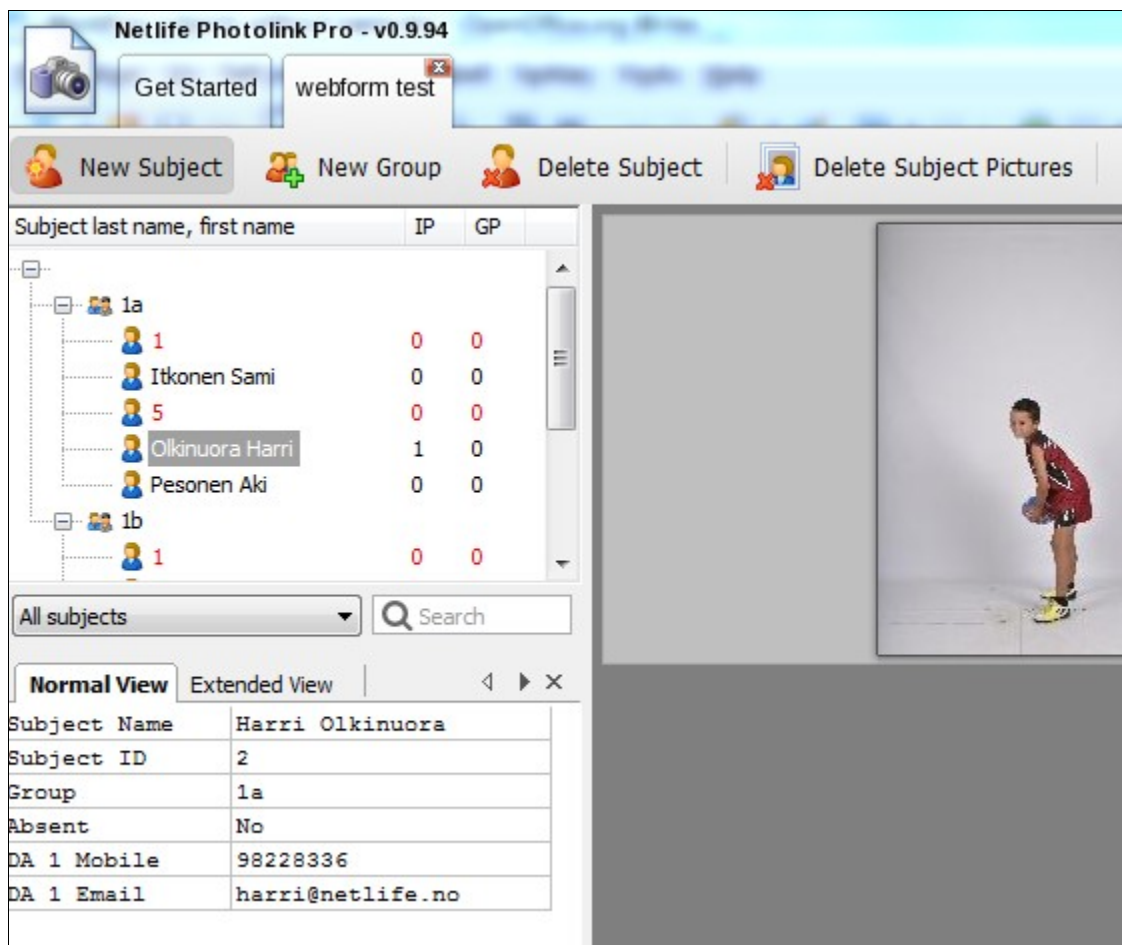 Netlife Photolink Pro - v0.9.94
Get Started webform test
New Subject New Group Delete Subject Delete Subject Pictures
Subject last name, first name IP GP
1a
1 0 0
Itkonen Sami 0 0
5 0 0
Olkinuora Harri 1 0
Pesonen Aki 0 0
1b
1 0 0
All subjects Search
Normal View Extended View
Subject Name Harri Olkinuora
Subject ID 2
Group 1a
Absent No
DA 1 Mobile 98228336
DA 1 Email harri@netlife.no